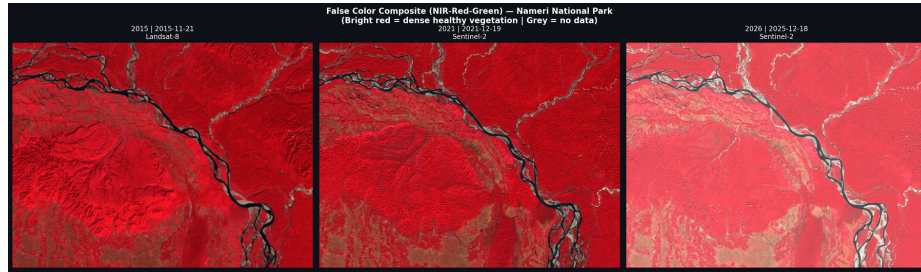 False Color Composite (NIR-Red-Green) — Nameri National Park
(Bright red = dense healthy vegetation | Grey = no data)
2015 | 2015-11-21
Landsat-8
2021 | 2021-12-19
Sentinel-2
2026 | 2025-12-18
Sentinel-2